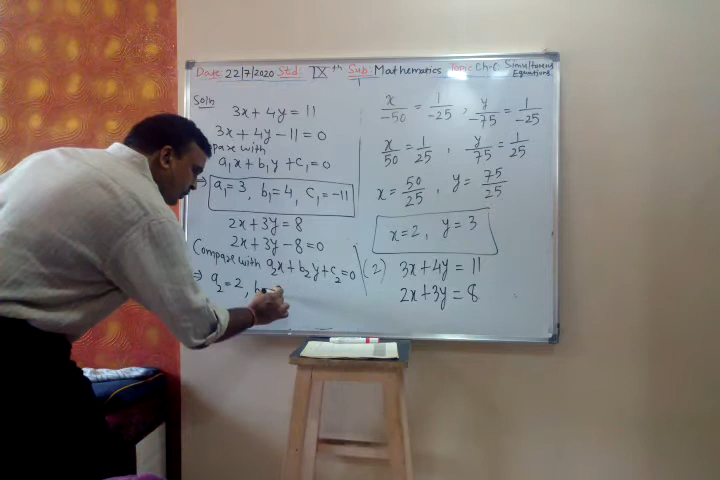 Date: 22/7/2020 Std: IXth Sub: Mathematics Topic: Ch-C Simultaneous Equations
Soln
3x + 4y = 11
3x + 4y - 11 = 0
with
a₁x + b₁y + c₁ = 0
⇒ a₁ = 3, b₁ = 4, c₁ = -11
2x + 3y = 8
2x + 3y - 8 = 0
Compare with a₂x + b₂y + c₂ = 0
⇒ a₂ = 2, b
x/-50 = 1/-25, y/-75 = 1/-25
x/50 = 1/25, y/75 = 1/25
x = 50/25, y = 75/25
x = 2, y = 3
(2) 3x + 4y = 11
2x + 3y = 8